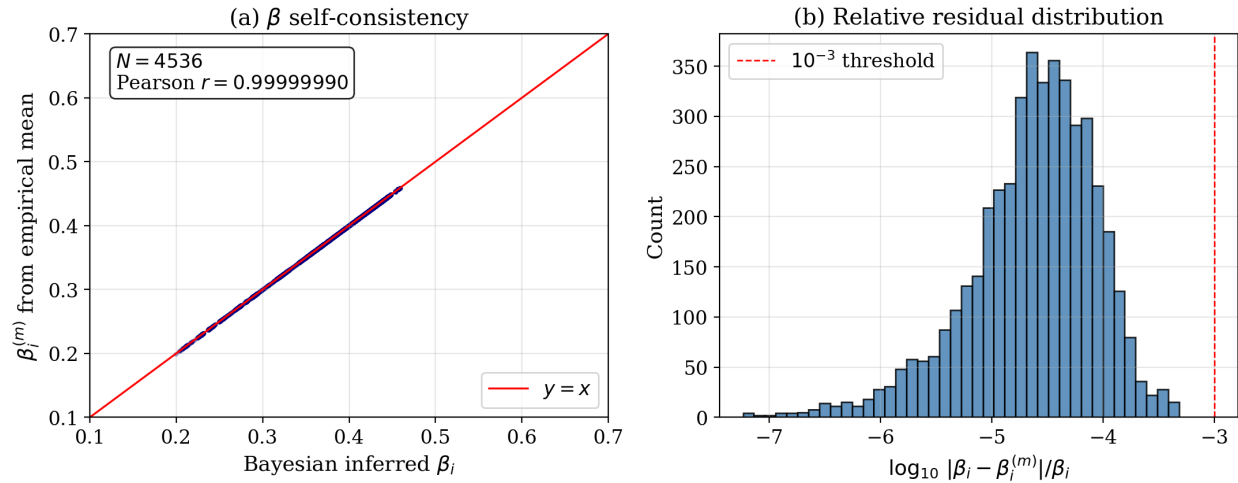 (a) β self-consistency
0.7
0.6
0.5
0.4
0.3
0.2
0.1
β_i^{(m)} from empirical mean
N = 4536
Pearson r = 0.99999990
y = x
0.1 0.2 0.3 0.4 0.5 0.6 0.7
Bayesian inferred β_i
(b) Relative residual distribution
350
300
250
200
150
100
50
0
Count
10^{−3} threshold
−7 −6 −5 −4 −3
log_{10} |β_i − β_i^{(m)}|/β_i